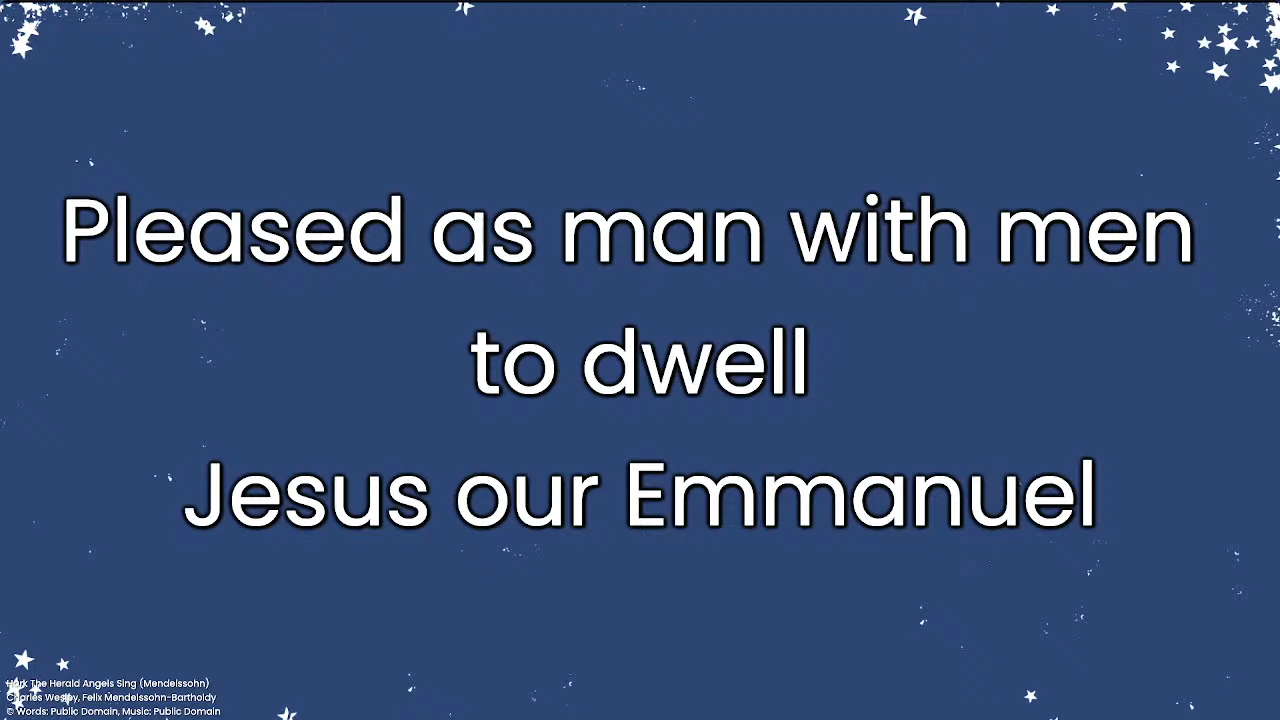 Pleased as man with men
to dwell
Jesus our Emmanuel
Hark The Herald Angels Sing (Mendelssohn)
Charles Wesley, Felix Mendelssohn-Bartholdy
© Words: Public Domain, Music: Public Domain